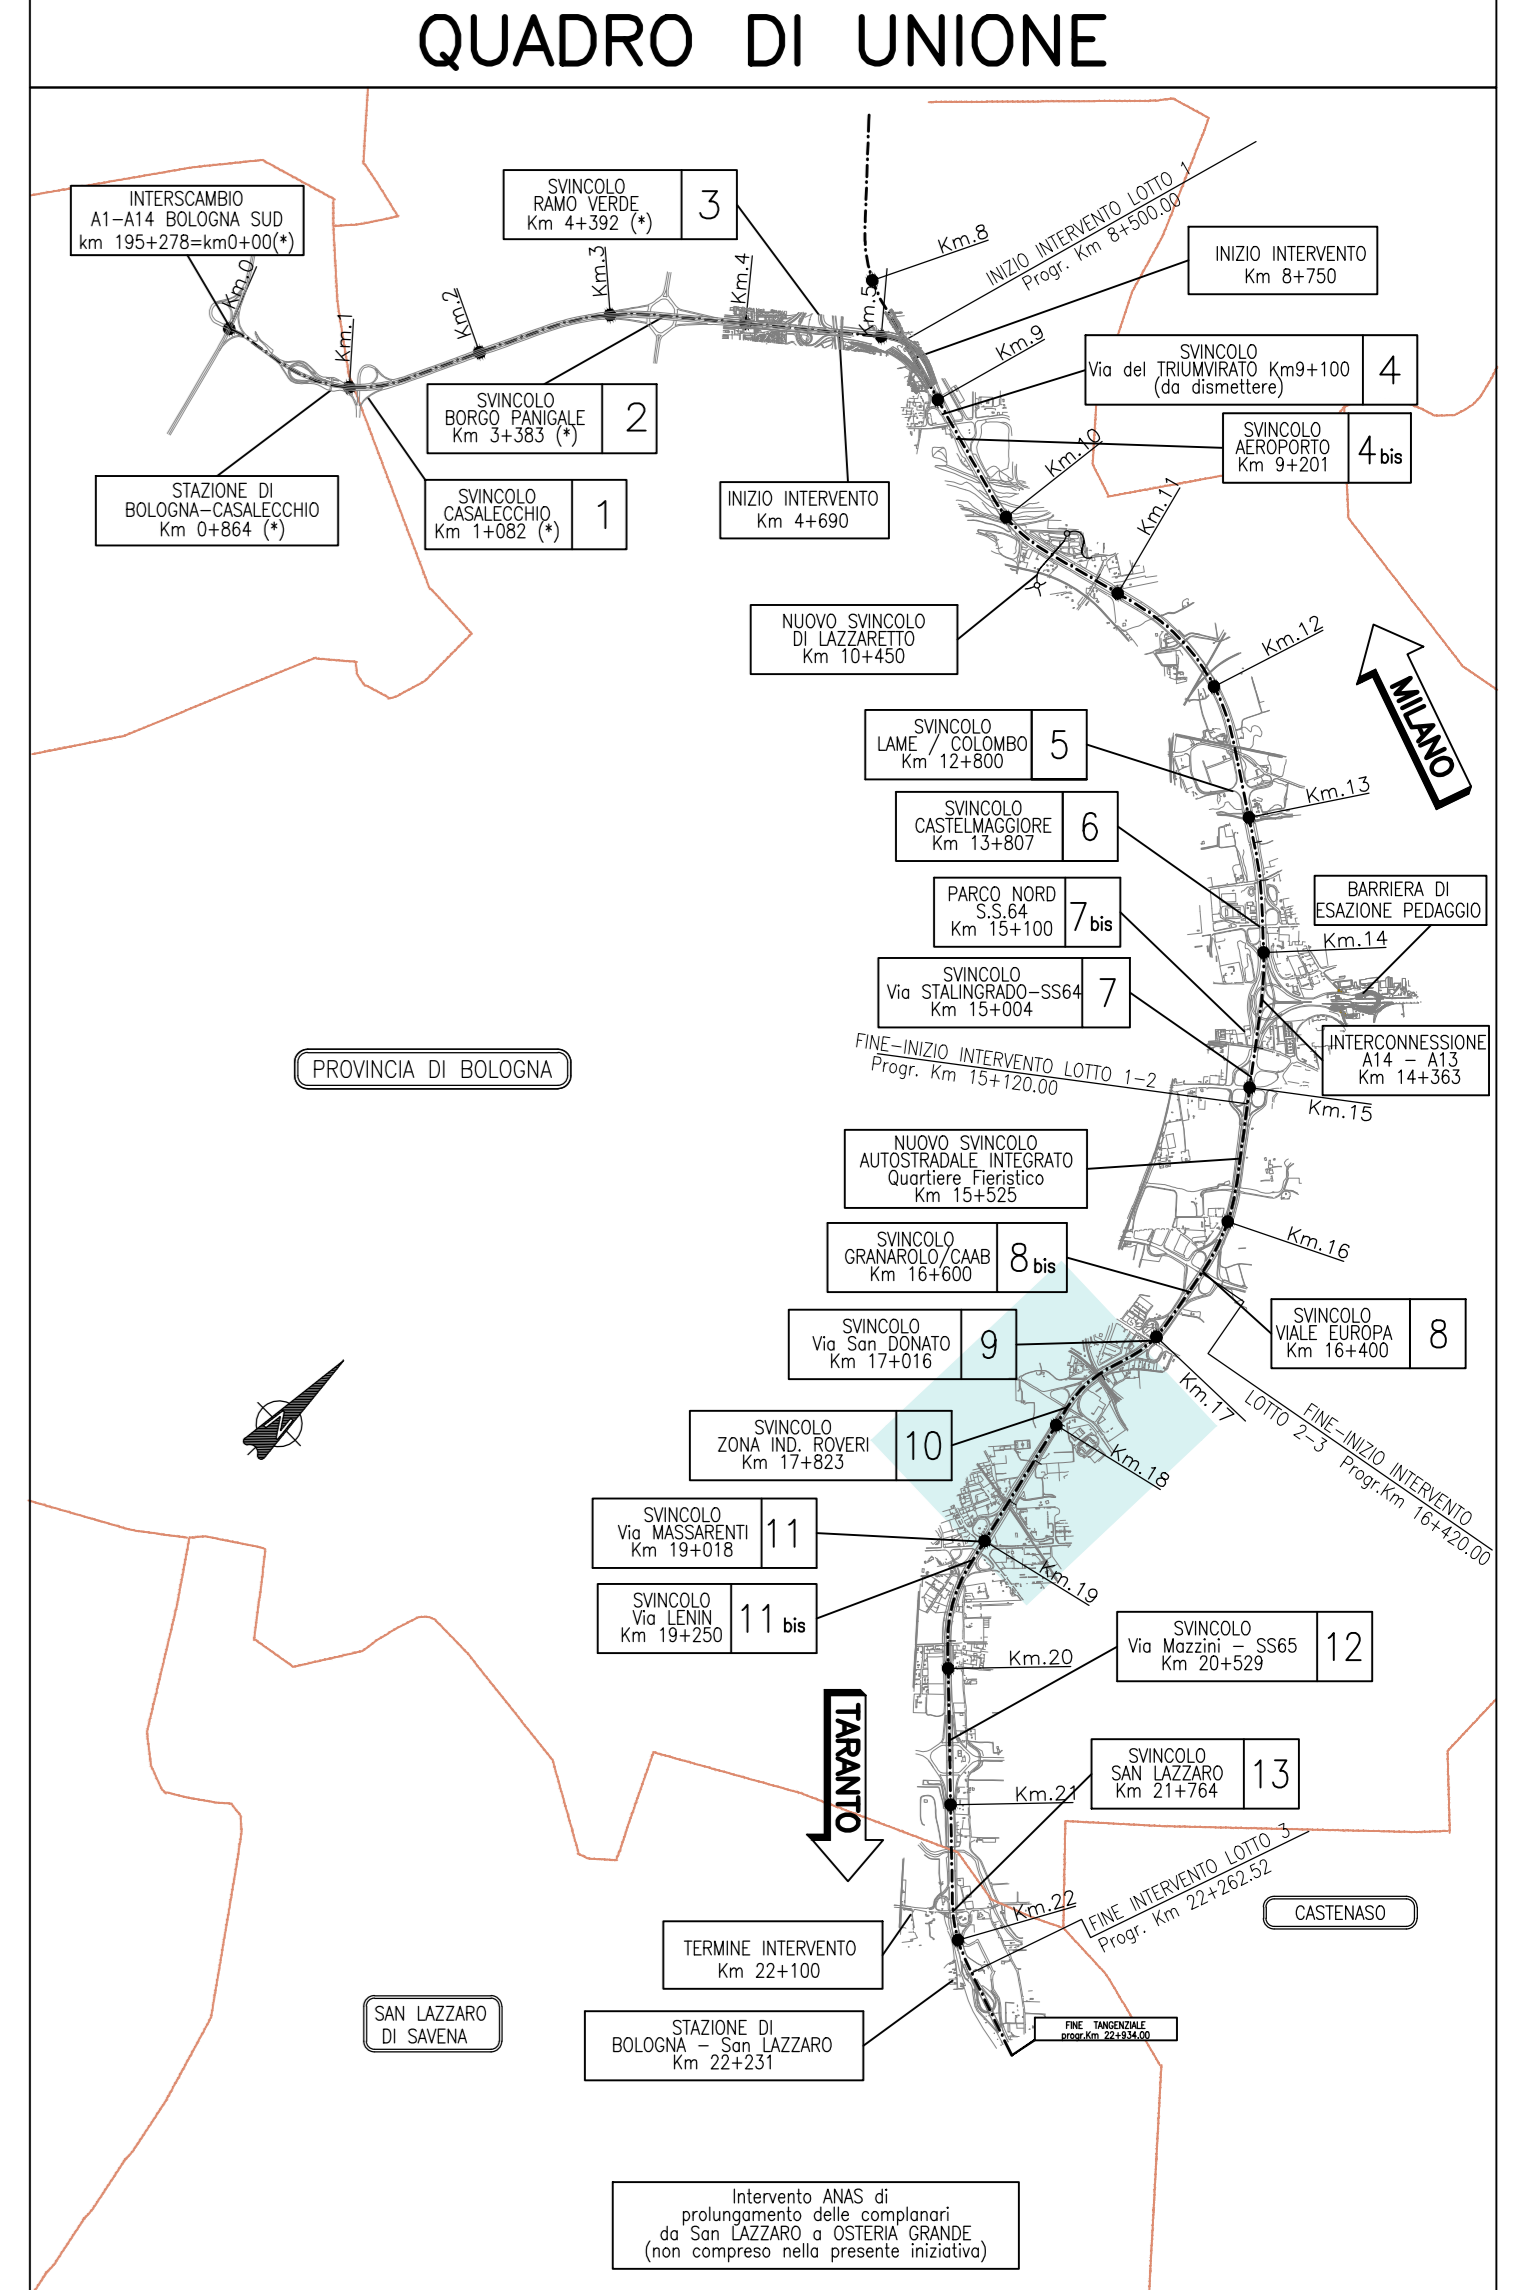 QUADRO DI UNIONE
INTERSCAMBIO
A1-A14 BOLOGNA SUD
km 195+278=km0+00(*)
SVINCOLO
RAMO VERDE
Km 4+392 (*)
3
Km.8
INIZIO INTERVENTO LOTTO 1
Progr. Km 8+500.00
INIZIO INTERVENTO
Km 8+750
Km.0
Km.1
Km.2
Km.3
Km.4
Km.5
Km.9
SVINCOLO
Via del TRIUMVIRATO Km9+100
(da dismettere)
4
SVINCOLO
BORGO PANIGALE
Km 3+383 (*)
2
SVINCOLO
AEROPORTO
Km 9+201
4 bis
Km.10
STAZIONE DI
BOLOGNA-CASALECCHIO
Km 0+864 (*)
SVINCOLO
CASALECCHIO
Km 1+082 (*)
1
INIZIO INTERVENTO
Km 4+690
Km.11
NUOVO SVINCOLO
DI LAZZARETTO
Km 10+450
Km.12
MILANO
SVINCOLO
LAME / COLOMBO
Km 12+800
5
Km.13
SVINCOLO
CASTELMAGGIORE
Km 13+807
6
PARCO NORD
S.S.64
Km 15+100
7 bis
BARRIERA DI
ESAZIONE PEDAGGIO
Km.14
SVINCOLO
Via STALINGRADO-SS64
Km 15+004
7
INTERCONNESSIONE
A14 - A13
Km 14+363
FINE-INIZIO INTERVENTO LOTTO 1-2
Progr. Km 15+120.00
Km.15
PROVINCIA DI BOLOGNA
NUOVO SVINCOLO
AUTOSTRADALE INTEGRATO
Quartiere Fieristico
Km 15+525
Km.16
SVINCOLO
GRANAROLO/CAAB
Km 16+600
8 bis
SVINCOLO
VIALE EUROPA
Km 16+400
8
SVINCOLO
Via San DONATO
Km 17+016
9
Km.17
FINE-INIZIO INTERVENTO
LOTTO 2-3 Progr.Km 16+420.00
SVINCOLO
ZONA IND. ROVERI
Km 17+823
10
Km.18
SVINCOLO
Via MASSARENTI
Km 19+018
11
Km.19
SVINCOLO
Via LENIN
Km 19+250
11 bis
SVINCOLO
Via Mazzini - SS65
Km 20+529
12
Km.20
TARANTO
SVINCOLO
SAN LAZZARO
Km 21+764
13
Km.21
FINE INTERVENTO LOTTO 3
Progr. Km 22+262.52
Km.22
CASTENASO
TERMINE INTERVENTO
Km 22+100
SAN LAZZARO
DI SAVENA
STAZIONE DI
BOLOGNA - San LAZZARO
Km 22+231
FINE TANGENZIALE
progr.Km 22+934.00
Intervento ANAS di
prolungamento delle complanari
da San LAZZARO a OSTERIA GRANDE
(non compreso nella presente iniziativa)